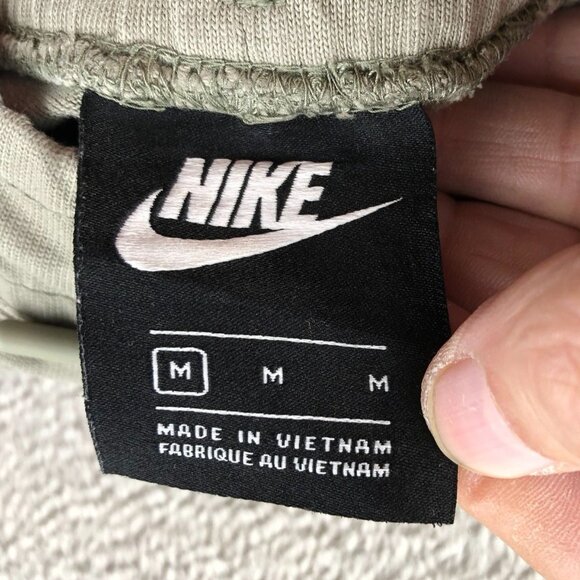 NIKE
M M M
MADE IN VIETNAM
FABRIQUE AU VIETNAM